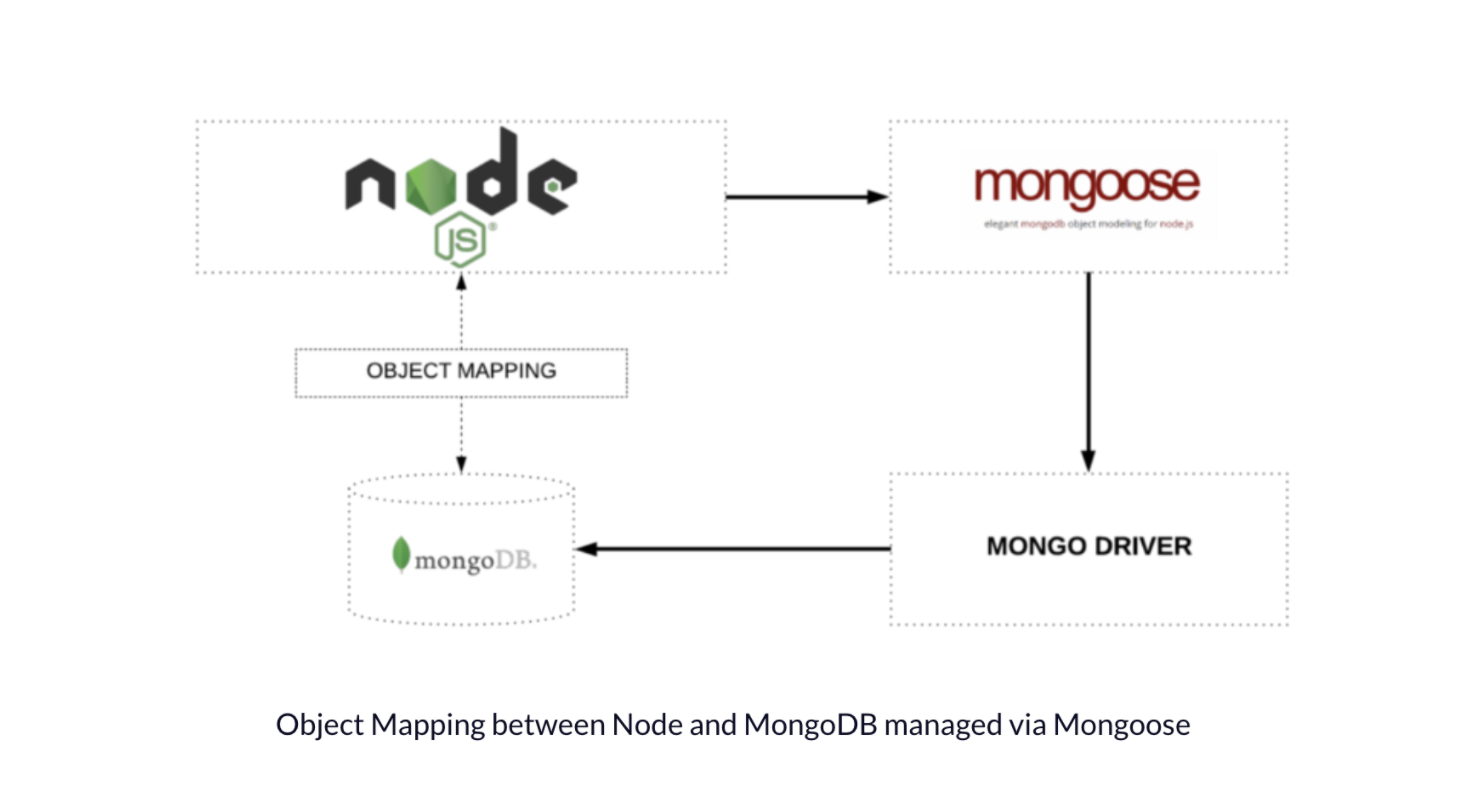 node
JS®
mongoose
elegant mongodb object modeling for node.js
OBJECT MAPPING
mongoDB.
MONGO DRIVER
Object Mapping between Node and MongoDB managed via Mongoose